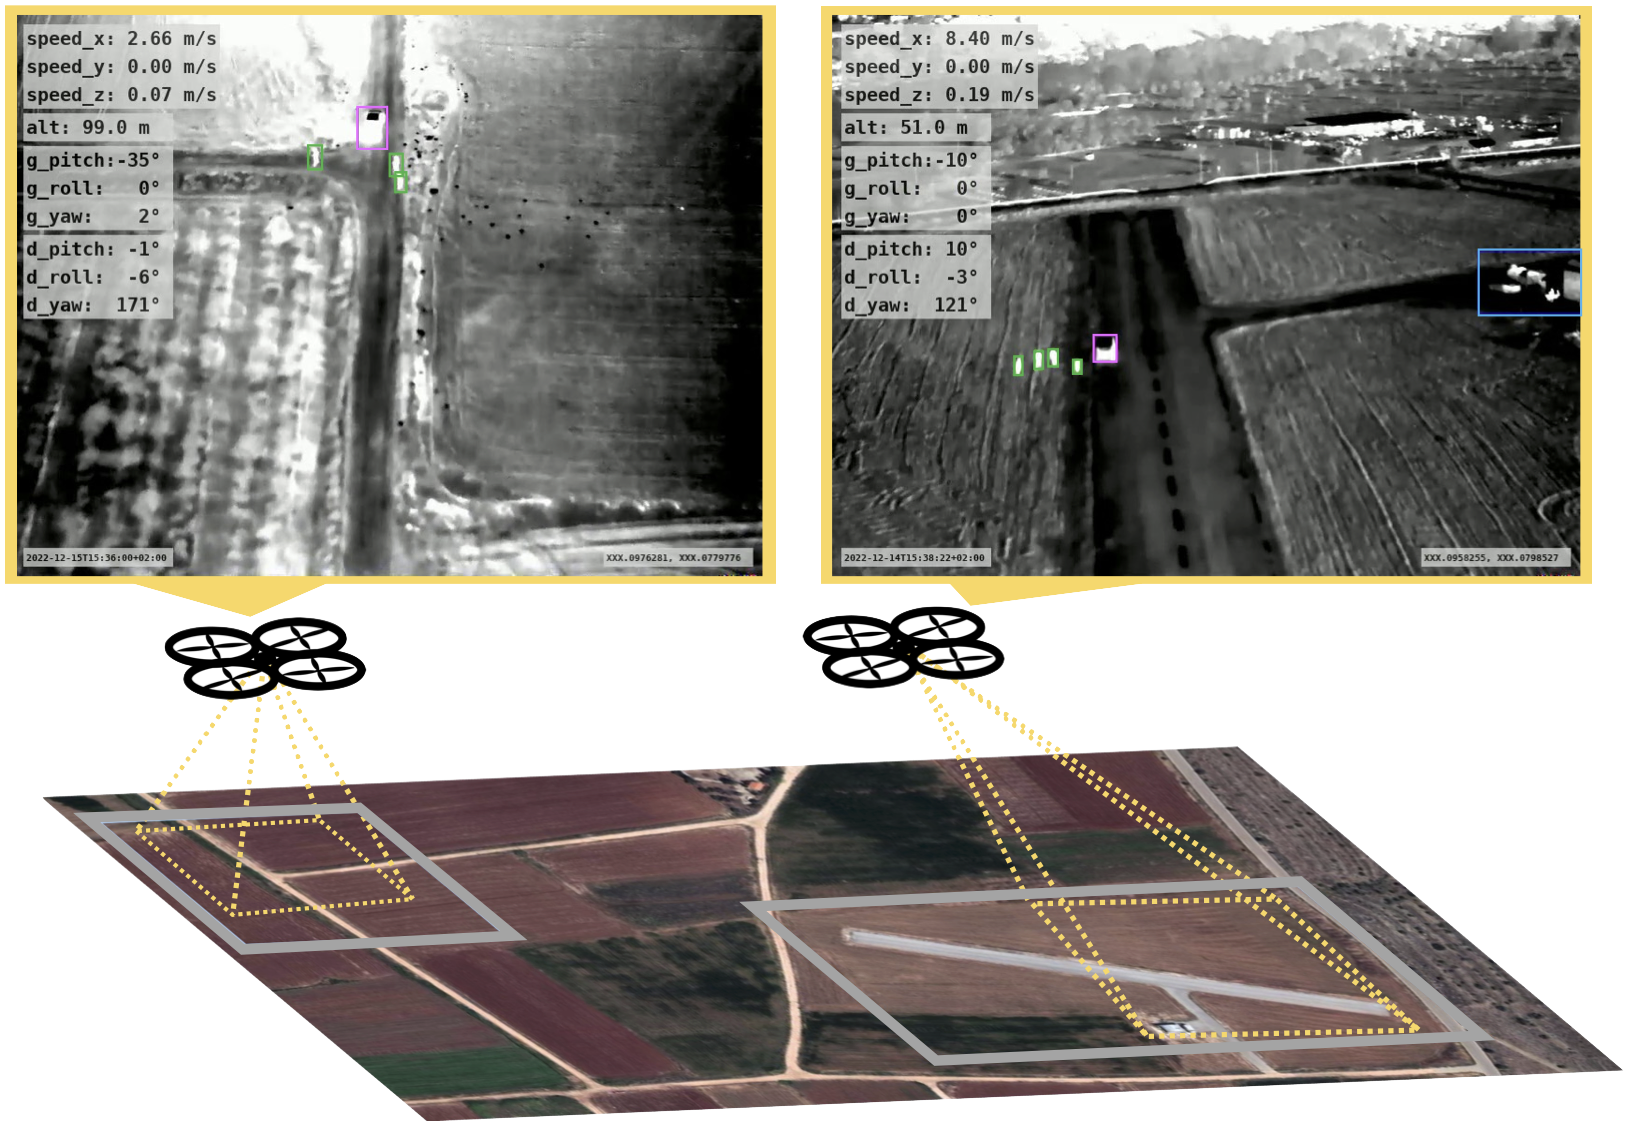 speed_x: 2.66 m/s
speed_y: 0.00 m/s
speed_z: 0.07 m/s
alt: 99.0 m
g_pitch:-35°
g_roll: 0°
g_yaw: 2°
d_pitch: -1°
d_roll: -6°
d_yaw: 171°
2022-12-15T15:36:00+02:00
XXX.0976281, XXX.0779776
speed_x: 8.40 m/s
speed_y: 0.00 m/s
speed_z: 0.19 m/s
alt: 51.0 m
g_pitch:-10°
g_roll: 0°
g_yaw: 0°
d_pitch: 10°
d_roll: -3°
d_yaw: 121°
2022-12-14T15:38:22+02:00
XXX.0958255, XXX.0798527